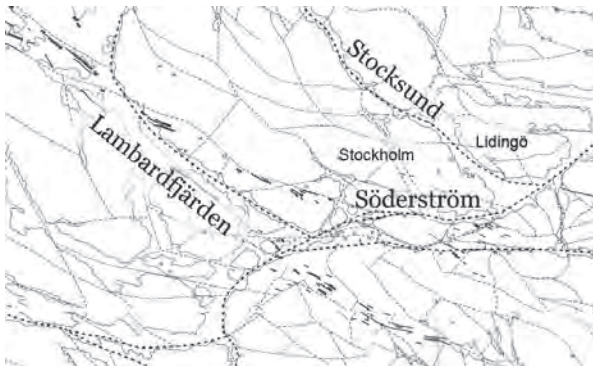 Stocksund
Lidingö
Stockholm
Lambardfjärden
Söderström